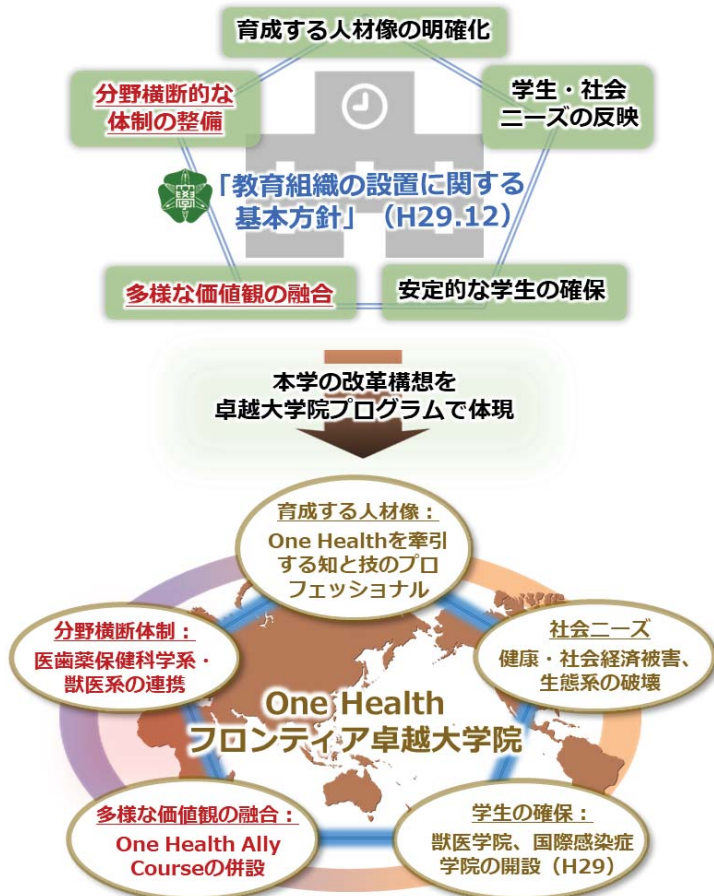 育成する人材像の明確化
分野横断的な
体制の整備
学生・社会
ニーズの反映
「教育組織の設置に関する
基本方針」（H29.12）
多様な価値観の融合
安定的な学生の確保
本学の改革構想を
卓越大学院プログラムで体現
育成する人材像：
One Healthを牽引
する知と技のプロ
フェッショナル
分野横断体制：
医歯薬保健科学系・
獣医系の連携
社会ニーズ
健康・社会経済被害、
生態系の破壊
One Health
フロンティア卓越大学院
多様な価値観の融合：
One Health Ally
Courseの併設
学生の確保：
獣医学院、国際感染症
学院の開設（H29）